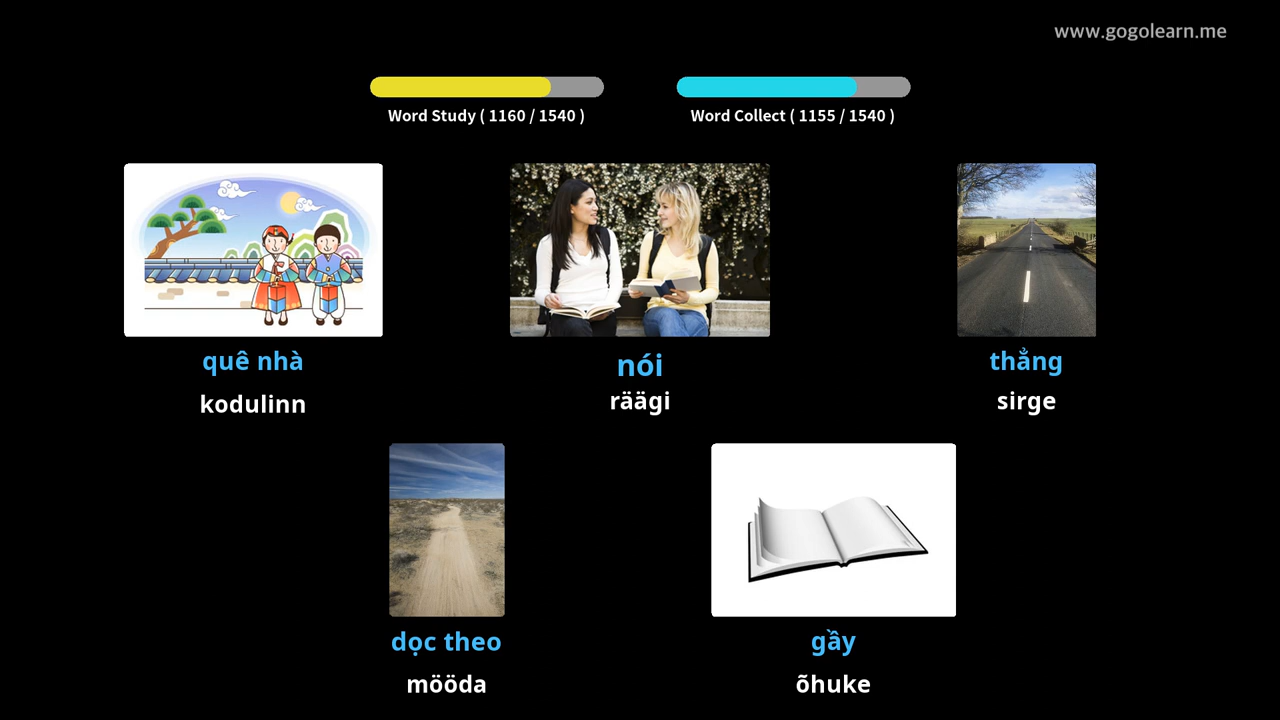 www.gogolearn.me
Word Study ( 1160 / 1540 )
Word Collect ( 1155 / 1540 )
quê nhà
kodulinn
nói
räägi
thẳng
sirge
dọc theo
mööda
gầy
õhuke